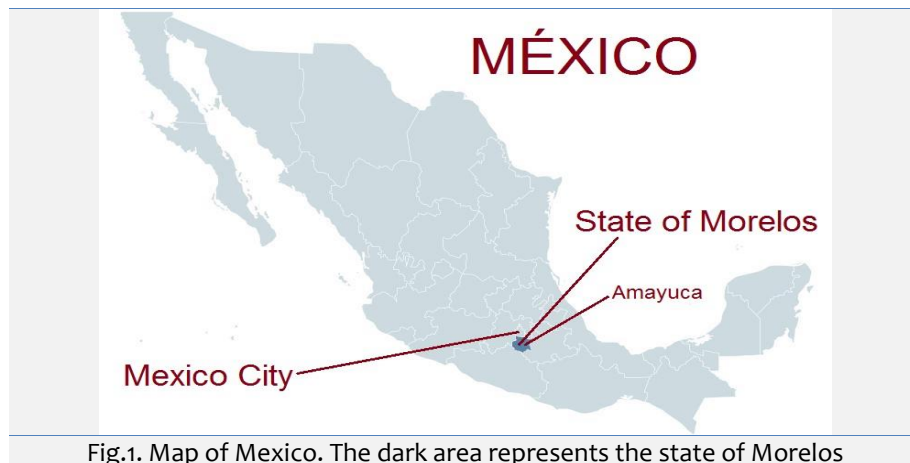 MÉXICO
State of Morelos
Amayuca
Mexico City
Fig.1. Map of Mexico. The dark area represents the state of Morelos